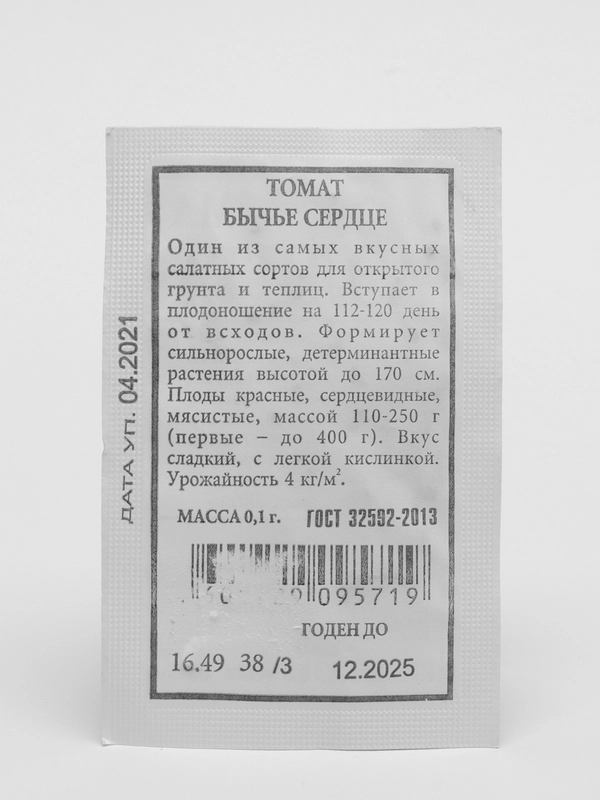 ТОМАТ
БЫЧЬЕ СЕРДЦЕ
Один из самых вкусных
салатных сортов для открытого
грунта и теплиц. Вступает в
плодоношение на 112-120 день
от всходов. Формирует
сильнорослые, детерминантные
растения высотой до 170 см.
Плоды красные, сердцевидные,
мясистые, массой 110-250 г
(первые – до 400 г). Вкус
сладкий, с легкой кислинкой.
Урожайность 4 кг/м².
МАССА 0,1 г. ГОСТ 32592-2013
095719
ГОДЕН ДО
16.49 38 /3 12.2025
ДАТА УП. 04.2021